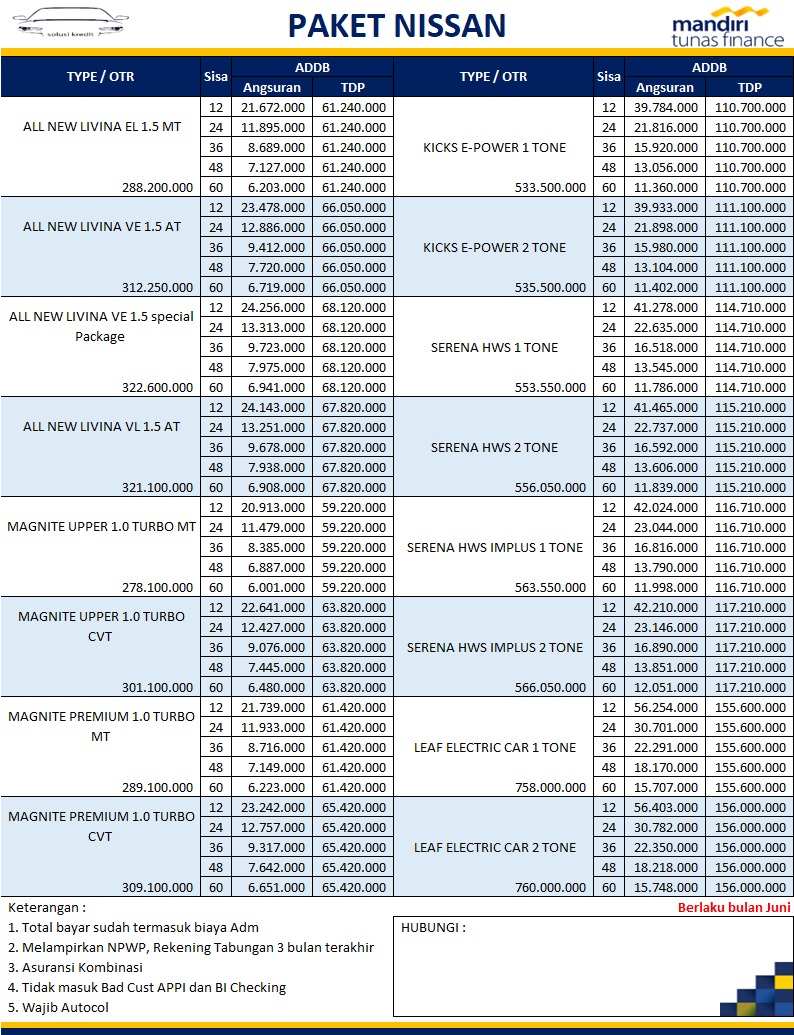 solusi kredit
PAKET NISSAN
mandiri
tunas finance
TYPE / OTR Sisa ADDB TYPE / OTR Sisa ADDB
Angsuran TDP Angsuran TDP
ALL NEW LIVINA EL 1.5 MT
288.200.000
12 21.672.000 61.240.000
24 11.895.000 61.240.000
36 8.689.000 61.240.000
48 7.127.000 61.240.000
60 6.203.000 61.240.000
KICKS E-POWER 1 TONE
533.500.000
12 39.784.000 110.700.000
24 21.816.000 110.700.000
36 15.920.000 110.700.000
48 13.056.000 110.700.000
60 11.360.000 110.700.000
ALL NEW LIVINA VE 1.5 AT
312.250.000
12 23.478.000 66.050.000
24 12.886.000 66.050.000
36 9.412.000 66.050.000
48 7.720.000 66.050.000
60 6.719.000 66.050.000
KICKS E-POWER 2 TONE
535.500.000
12 39.933.000 111.100.000
24 21.898.000 111.100.000
36 15.980.000 111.100.000
48 13.104.000 111.100.000
60 11.402.000 111.100.000
ALL NEW LIVINA VE 1.5 special
Package
322.600.000
12 24.256.000 68.120.000
24 13.313.000 68.120.000
36 9.723.000 68.120.000
48 7.975.000 68.120.000
60 6.941.000 68.120.000
SERENA HWS 1 TONE
553.550.000
12 41.278.000 114.710.000
24 22.635.000 114.710.000
36 16.518.000 114.710.000
48 13.545.000 114.710.000
60 11.786.000 114.710.000
ALL NEW LIVINA VL 1.5 AT
321.100.000
12 24.143.000 67.820.000
24 13.251.000 67.820.000
36 9.678.000 67.820.000
48 7.938.000 67.820.000
60 6.908.000 67.820.000
SERENA HWS 2 TONE
556.050.000
12 41.465.000 115.210.000
24 22.737.000 115.210.000
36 16.592.000 115.210.000
48 13.606.000 115.210.000
60 11.839.000 115.210.000
MAGNITE UPPER 1.0 TURBO MT
278.100.000
12 20.913.000 59.220.000
24 11.479.000 59.220.000
36 8.385.000 59.220.000
48 6.887.000 59.220.000
60 6.001.000 59.220.000
SERENA HWS IMPLUS 1 TONE
563.550.000
12 42.024.000 116.710.000
24 23.044.000 116.710.000
36 16.816.000 116.710.000
48 13.790.000 116.710.000
60 11.998.000 116.710.000
MAGNITE UPPER 1.0 TURBO
CVT
301.100.000
12 22.641.000 63.820.000
24 12.427.000 63.820.000
36 9.076.000 63.820.000
48 7.445.000 63.820.000
60 6.480.000 63.820.000
SERENA HWS IMPLUS 2 TONE
566.050.000
12 42.210.000 117.210.000
24 23.146.000 117.210.000
36 16.890.000 117.210.000
48 13.851.000 117.210.000
60 12.051.000 117.210.000
MAGNITE PREMIUM 1.0 TURBO
MT
289.100.000
12 21.739.000 61.420.000
24 11.933.000 61.420.000
36 8.716.000 61.420.000
48 7.149.000 61.420.000
60 6.223.000 61.420.000
LEAF ELECTRIC CAR 1 TONE
758.000.000
12 56.254.000 155.600.000
24 30.701.000 155.600.000
36 22.291.000 155.600.000
48 18.170.000 155.600.000
60 15.707.000 155.600.000
MAGNITE PREMIUM 1.0 TURBO
CVT
309.100.000
12 23.242.000 65.420.000
24 12.757.000 65.420.000
36 9.317.000 65.420.000
48 7.642.000 65.420.000
60 6.651.000 65.420.000
LEAF ELECTRIC CAR 2 TONE
760.000.000
12 56.403.000 156.000.000
24 30.782.000 156.000.000
36 22.350.000 156.000.000
48 18.218.000 156.000.000
60 15.748.000 156.000.000
Keterangan :
1. Total bayar sudah termasuk biaya Adm
2. Melampirkan NPWP, Rekening Tabungan 3 bulan terakhir
3. Asuransi Kombinasi
4. Tidak masuk Bad Cust APPI dan BI Checking
5. Wajib Autocol
Berlaku bulan Juni
HUBUNGI :